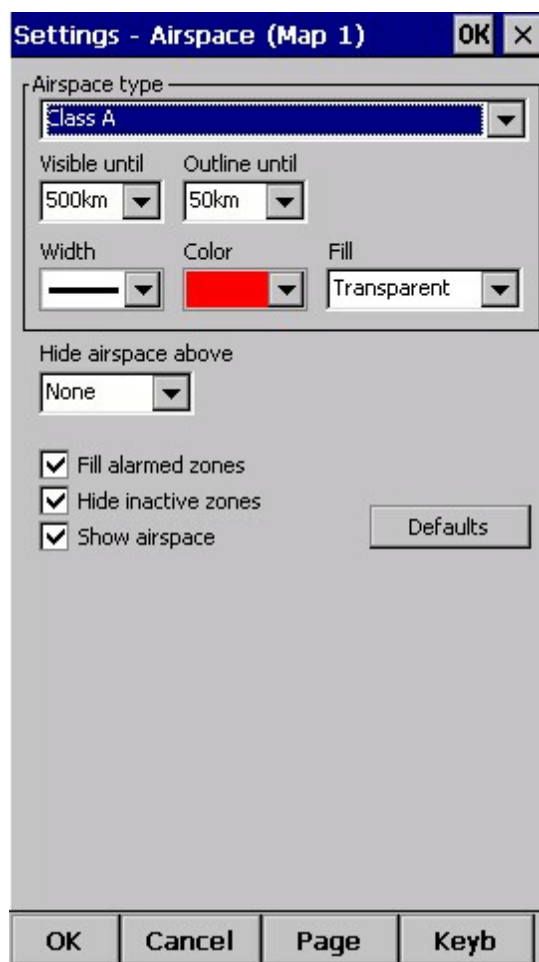 Settings - Airspace (Map 1) OK
Airspace type
Class A
Visible until Outline until
500km 50km
Width Color Fill
Transparent
Hide airspace above
None
Fill alarmed zones
Hide inactive zones
Show airspace
Defaults
OK Cancel Page Keyb